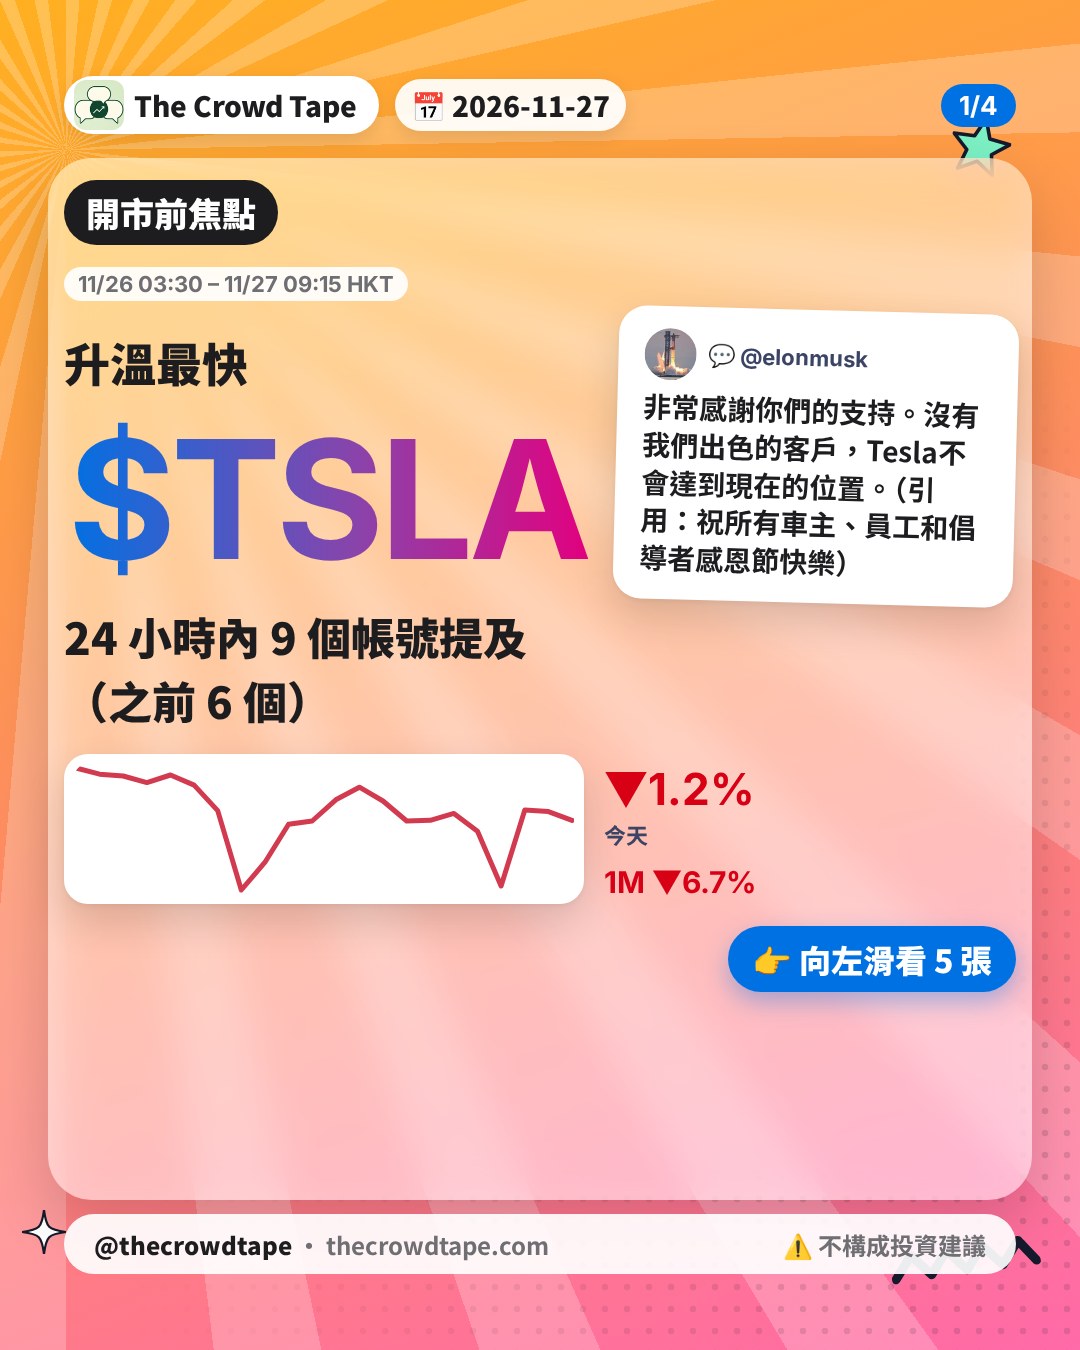 The Crowd Tape
📅 2026-11-27
1/4
開市前焦點
11/26 03:30 – 11/27 09:15 HKT
升溫最快
$TSLA
24 小時內 9 個帳號提及
（之前 6 個）
💬 @elonmusk
非常感謝你們的支持。沒有
我們出色的客戶，Tesla不
會達到現在的位置。（引
用：祝所有車主、員工和倡
導者感恩節快樂）
▼1.2%
今天
1M ▼6.7%
👉 向左滑看 5 張
@thecrowdtape · thecrowdtape.com
⚠️ 不構成投資建議